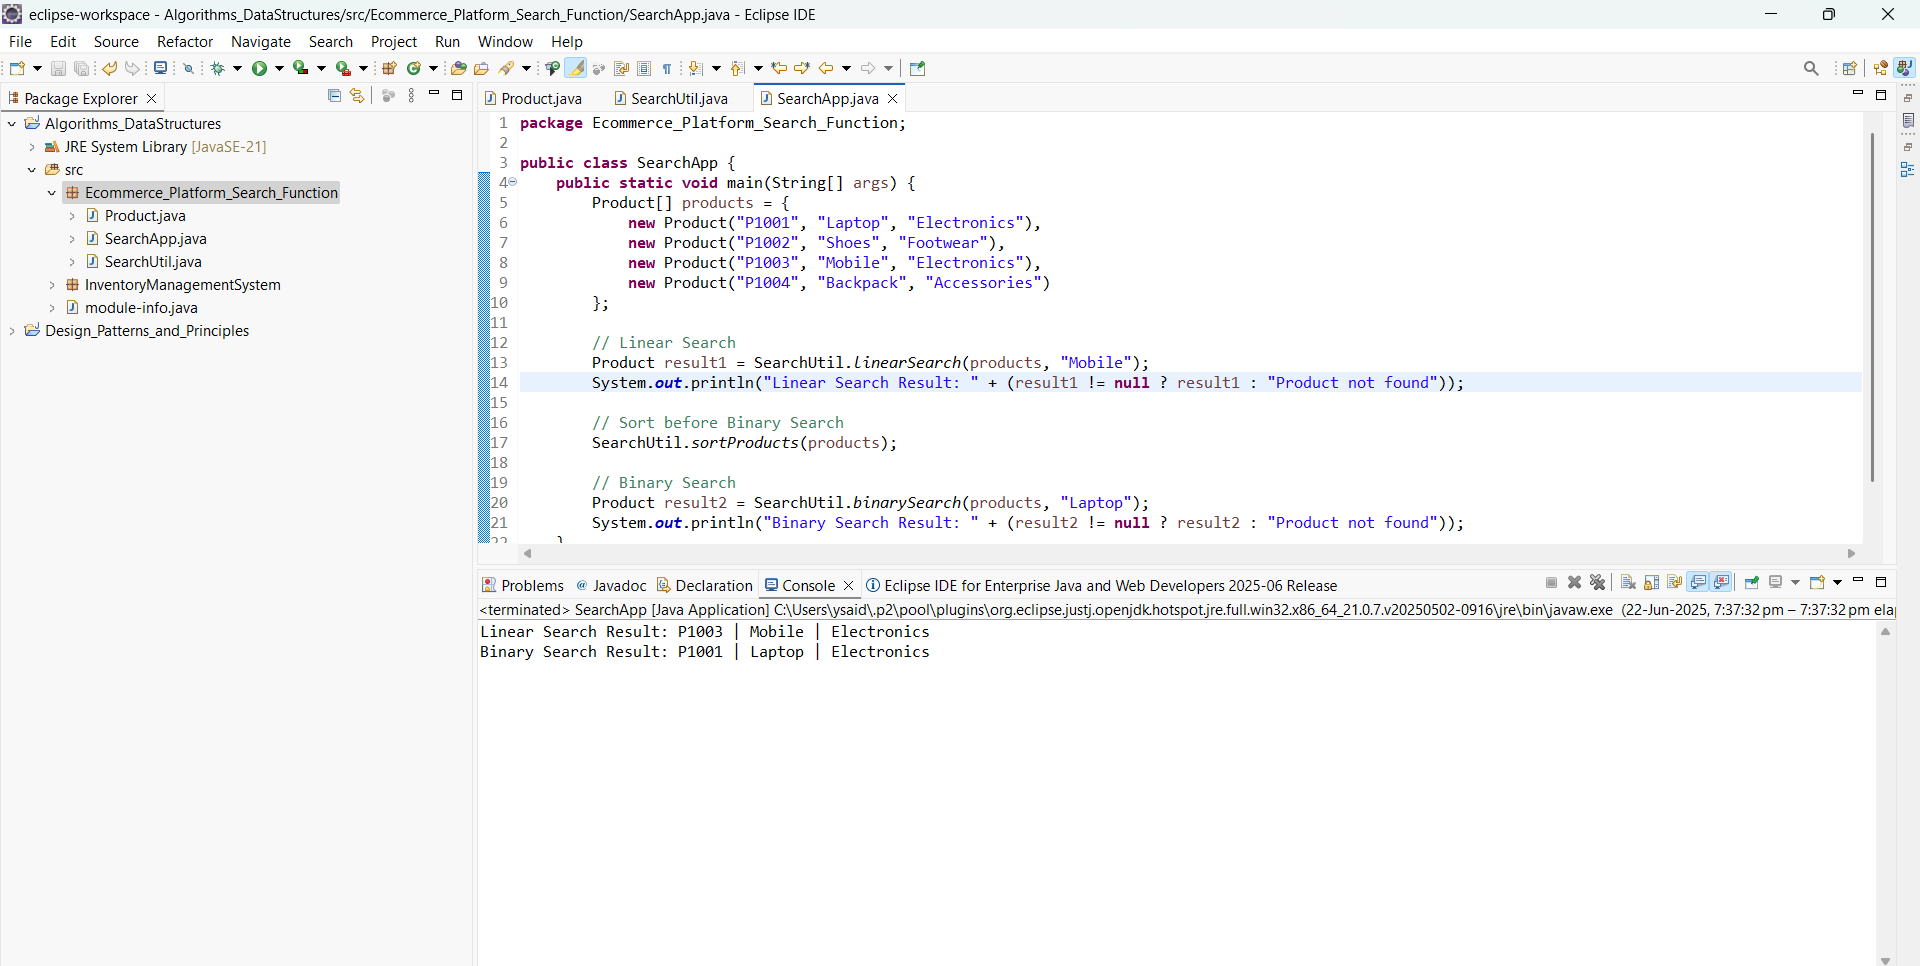 eclipse-workspace - Algorithms_DataStructures/src/Ecommerce_Platform_Search_Function/SearchApp.java - Eclipse IDE
File Edit Source Refactor Navigate Search Project Run Window Help
Package Explorer
Algorithms_DataStructures
JRE System Library [JavaSE-21]
src
Ecommerce_Platform_Search_Function
Product.java
SearchApp.java
SearchUtil.java
InventoryManagementSystem
module-info.java
Design_Patterns_and_Principles
Product.java SearchUtil.java SearchApp.java
1 package Ecommerce_Platform_Search_Function;
2
3 public class SearchApp {
4 public static void main(String[] args) {
5 Product[] products = {
6 new Product("P1001", "Laptop", "Electronics"),
7 new Product("P1002", "Shoes", "Footwear"),
8 new Product("P1003", "Mobile", "Electronics"),
9 new Product("P1004", "Backpack", "Accessories")
10 };
11
12 // Linear Search
13 Product result1 = SearchUtil.linearSearch(products, "Mobile");
14 System.out.println("Linear Search Result: " + (result1 != null ? result1 : "Product not found"));
15
16 // Sort before Binary Search
17 SearchUtil.sortProducts(products);
18
19 // Binary Search
20 Product result2 = SearchUtil.binarySearch(products, "Laptop");
21 System.out.println("Binary Search Result: " + (result2 != null ? result2 : "Product not found"));
22 }
Problems @ Javadoc Declaration Console Eclipse IDE for Enterprise Java and Web Developers 2025-06 Release
<terminated> SearchApp [Java Application] C:\Users\ysaid\.p2\pool\plugins\org.eclipse.justj.openjdk.hotspot.jre.full.win32.x86_64_21.0.7.v20250502-0916\jre\bin\javaw.exe (22-Jun-2025, 7:37:32 pm – 7:37:32 pm ela
Linear Search Result: P1003 | Mobile | Electronics
Binary Search Result: P1001 | Laptop | Electronics